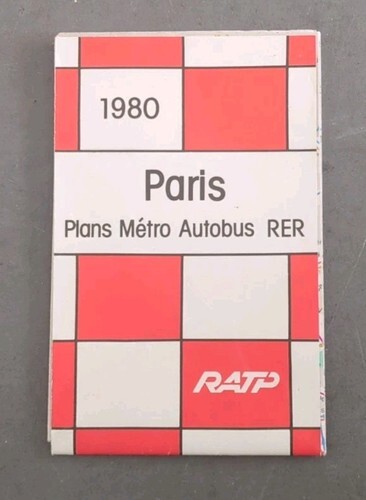 1980
Paris
Plans Métro Autobus RER
RATP